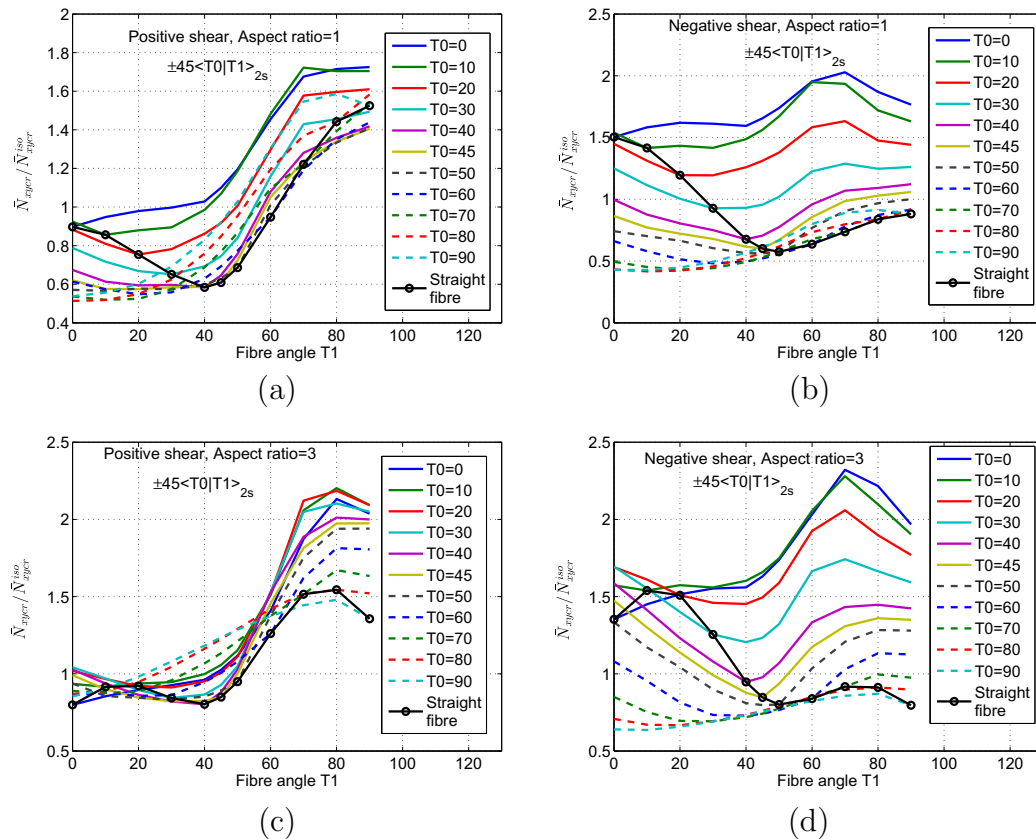 Positive shear, Aspect ratio=1
±45<T0|T1>2s
N̄xycr/N̄xycr^iso
2
1.8
1.6
1.4
1.2
1
0.8
0.6
0.4
0 20 40 60 80 100 120
Fibre angle T1
T0=0
T0=10
T0=20
T0=30
T0=40
T0=45
T0=50
T0=60
T0=70
T0=80
T0=90
Straight
fibre
(a)
Negative shear, Aspect ratio=1
±45<T0|T1>2s
N̄xycr/N̄xycr^iso
2.5
2
1.5
1
0.5
0
0 20 40 60 80 100 120
Fibre angle T1
T0=0
T0=10
T0=20
T0=30
T0=40
T0=45
T0=50
T0=60
T0=70
T0=80
T0=90
Straight
fibre
(b)
Positive shear, Aspect ratio=3
±45<T0|T1>2s
N̄xycr/N̄xycr^iso
2.5
2
1.5
1
0.5
0 20 40 60 80 100 120
Fibre angle T1
T0=0
T0=10
T0=20
T0=30
T0=40
T0=45
T0=50
T0=60
T0=70
T0=80
T0=90
Straight
fibre
(c)
Negative shear, Aspect ratio=3
±45<T0|T1>2s
N̄xycr/N̄xycr^iso
2.5
2
1.5
1
0.5
0 20 40 60 80 100 120
Fibre angle T1
T0=0
T0=10
T0=20
T0=30
T0=40
T0=45
T0=50
T0=60
T0=70
T0=80
T0=90
Straight
fibre
(d)